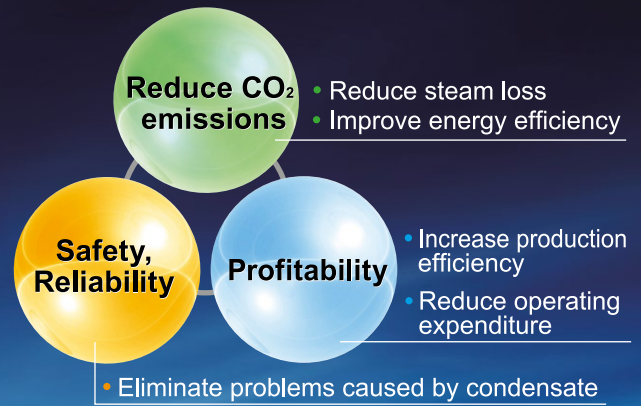 Reduce CO₂
emissions
• Reduce steam loss
• Improve energy efficiency
Safety,
Reliability
Profitability
• Increase production
efficiency
• Reduce operating
expenditure
• Eliminate problems caused by condensate